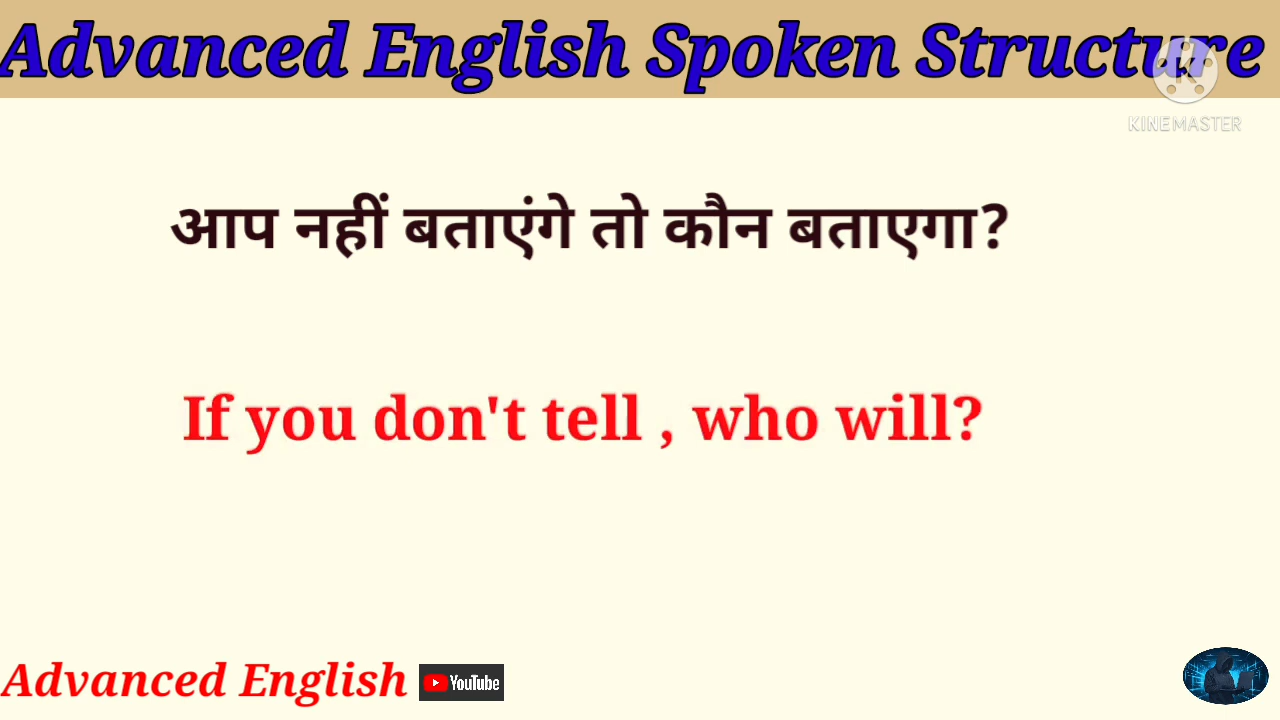 Advanced English Spoken Structure
KINEMASTER
आप नहीं बताएंगे तो कौन बताएगा?
If you don't tell , who will?
Advanced English YouTube